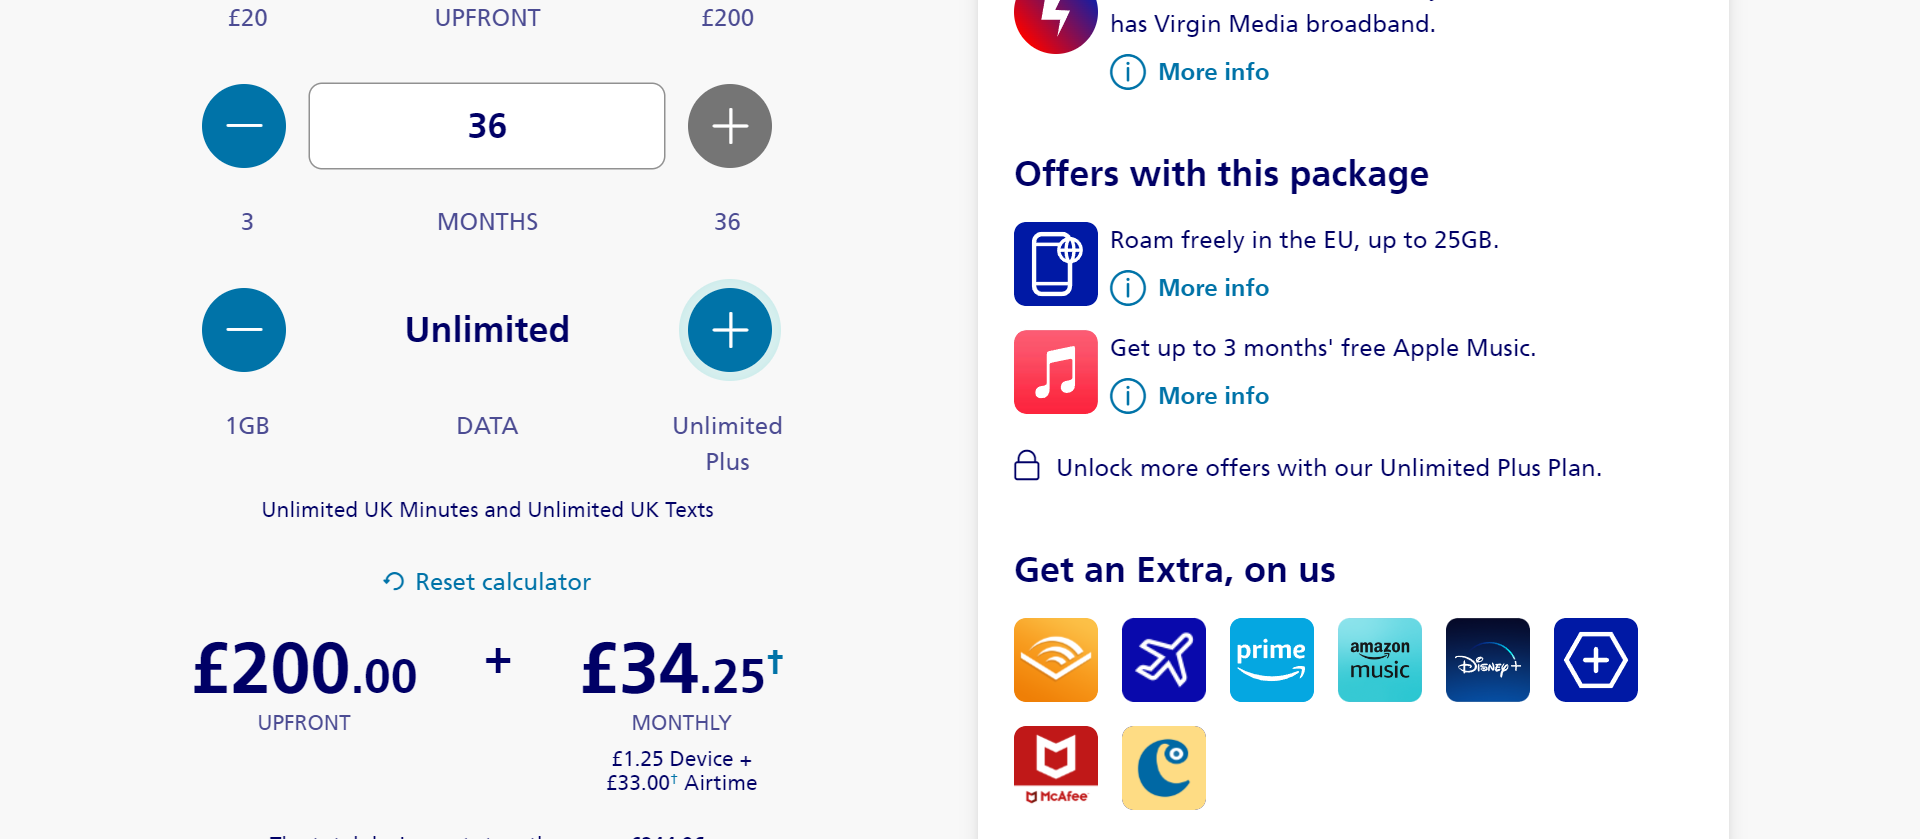 £20
UPFRONT
£200
36
3
MONTHS
36
Unlimited
1GB
DATA
Unlimited
Plus
Unlimited UK Minutes and Unlimited UK Texts
Reset calculator
£200.00
+
£34.25†
UPFRONT
MONTHLY
£1.25 Device +
£33.00† Airtime
has Virgin Media broadband.
More info
Offers with this package
Roam freely in the EU, up to 25GB.
More info
Get up to 3 months' free Apple Music.
More info
Unlock more offers with our Unlimited Plus Plan.
Get an Extra, on us
prime
amazon
music
Disney+
McAfee